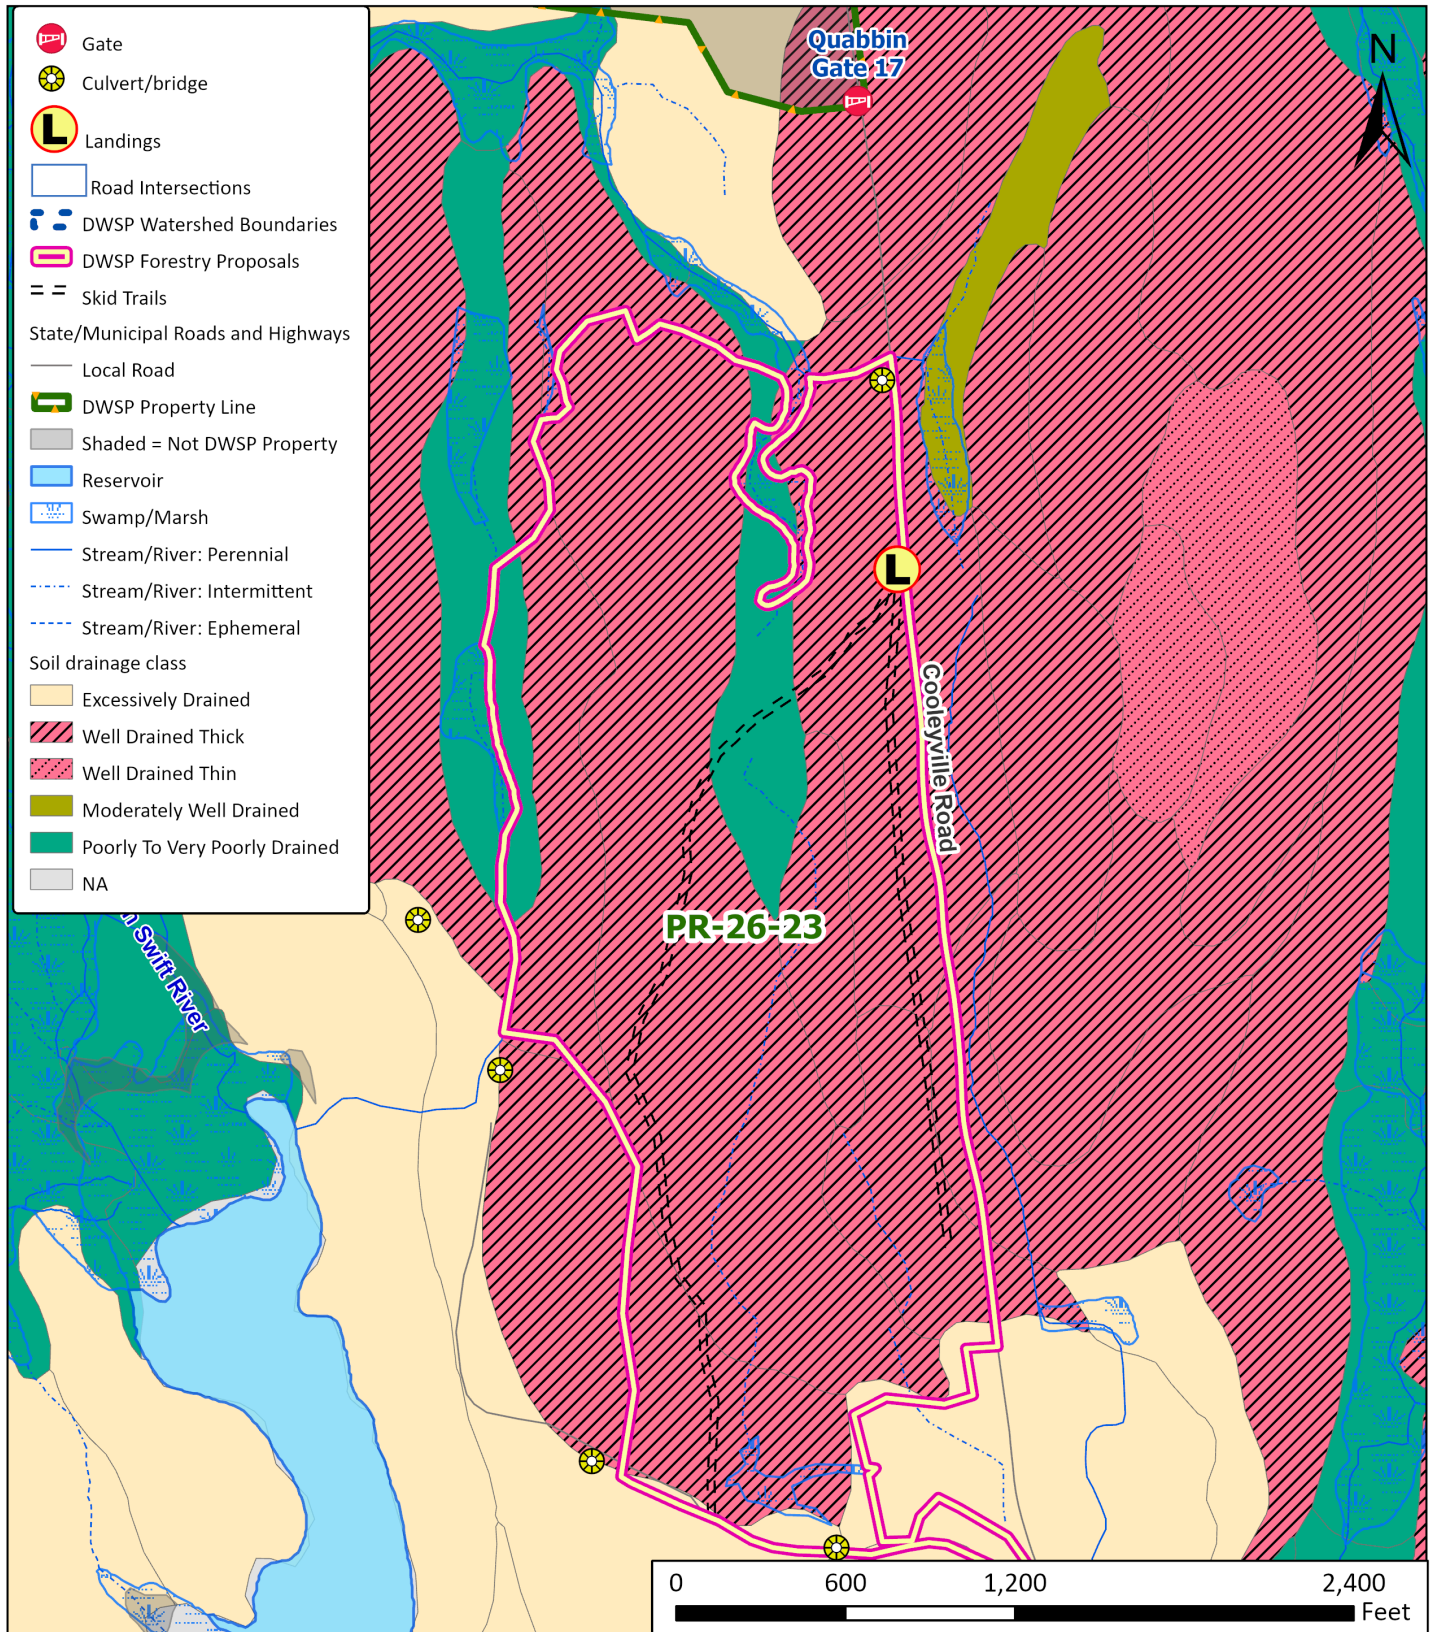 Gate
Culvert/bridge
L
Landings
Road Intersections
DWSP Watershed Boundaries
DWSP Forestry Proposals
Skid Trails
State/Municipal Roads and Highways
Local Road
DWSP Property Line
Shaded = Not DWSP Property
Reservoir
Swamp/Marsh
Stream/River: Perennial
Stream/River: Intermittent
Stream/River: Ephemeral
Soil drainage class
Excessively Drained
Well Drained Thick
Well Drained Thin
Moderately Well Drained
Poorly To Very Poorly Drained
NA
Quabbin
Gate 17
N
L
Cooleyville Road
PR-26-23
Swift River
0 600 1,200 2,400
Feet